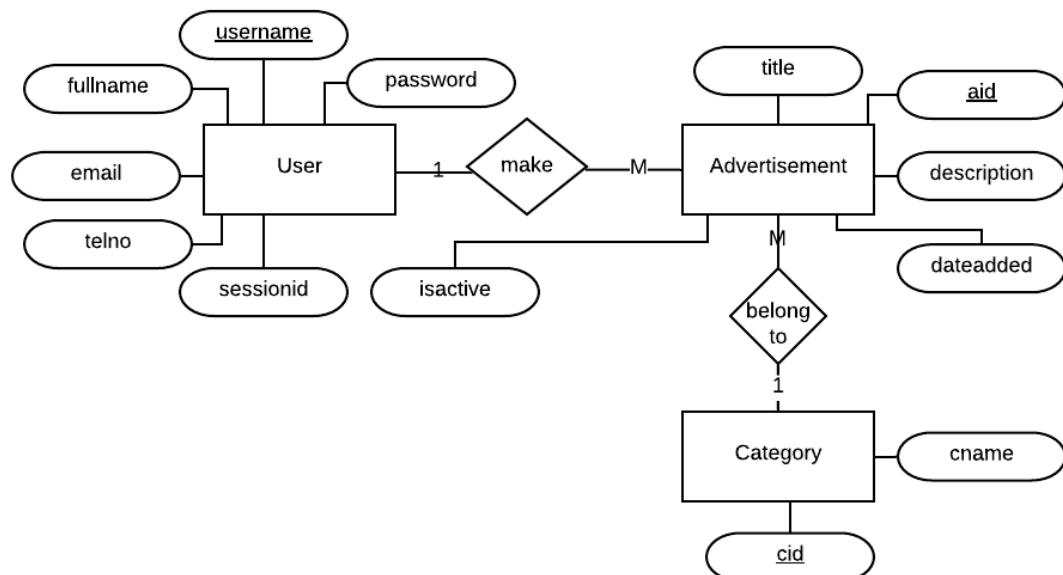 username
fullname
password
title
aid
User
make
Advertisement
1
M
email
description
telno
M
dateadded
sessionid
isactive
belong
to
1
Category
cname
cid